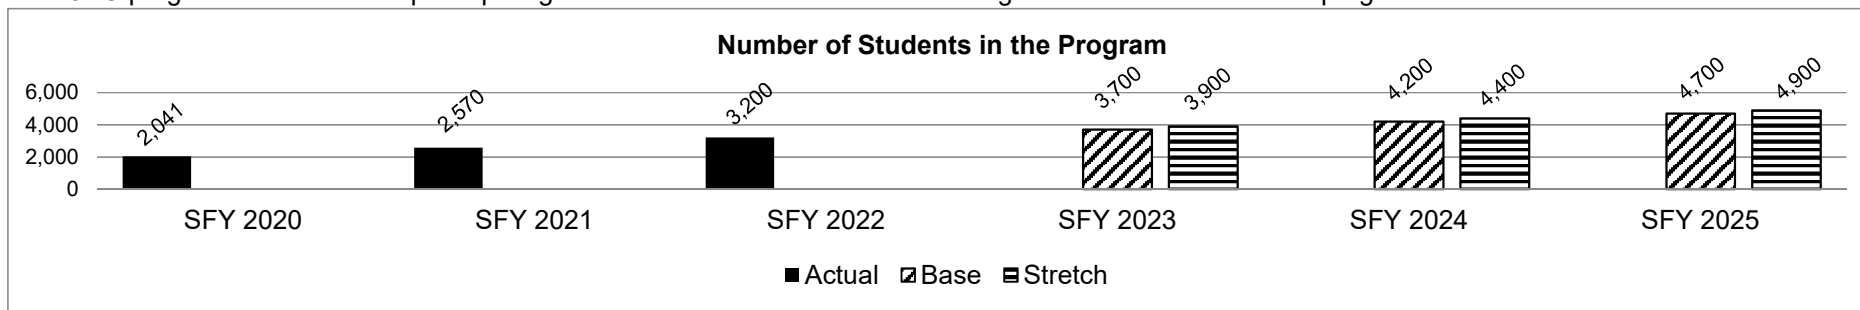 Number of Students in the Program
6,000
4,000
2,000
0
2,041
2,570
3,200
3,700
3,900
4,200
4,400
4,700
4,900
SFY 2020
SFY 2021
SFY 2022
SFY 2023
SFY 2024
SFY 2025
Actual
Base
Stretch